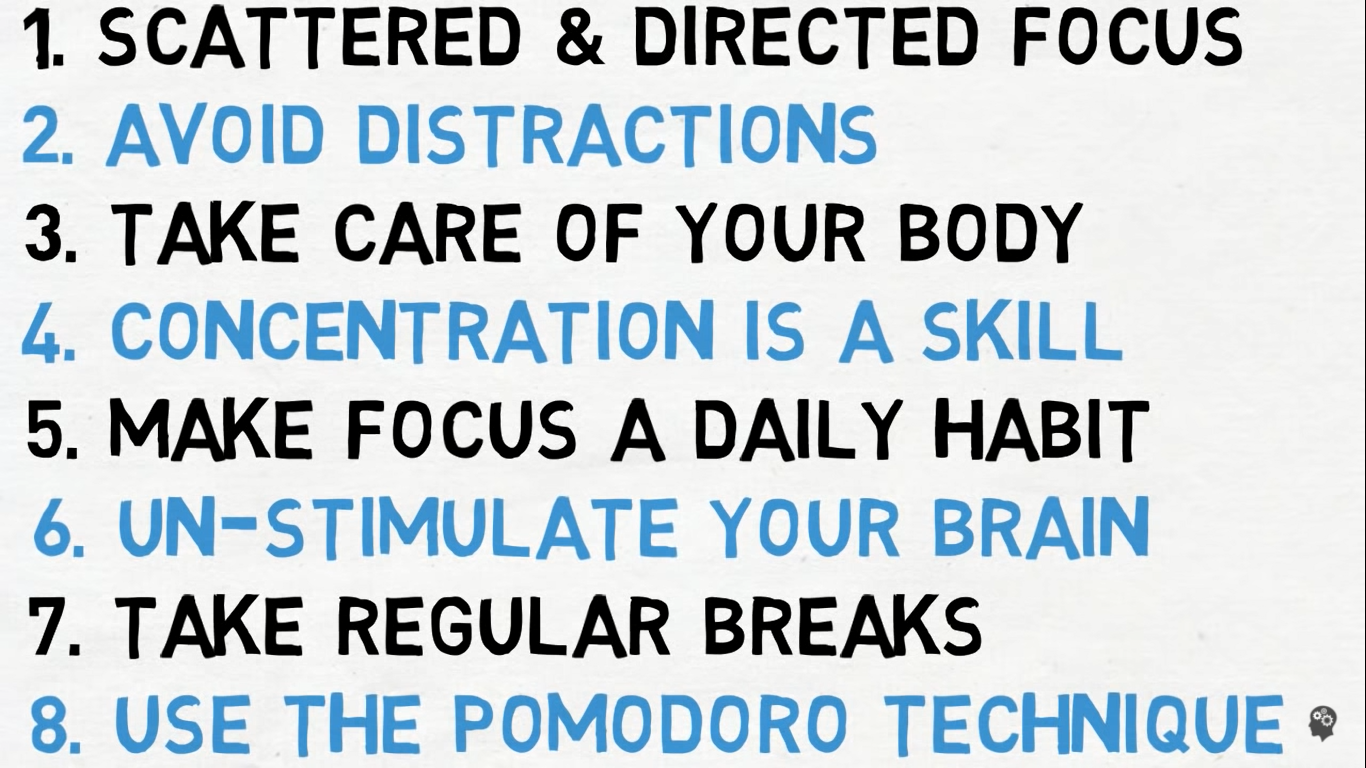 1. SCATTERED & DIRECTED FOCUS
2. AVOID DISTRACTIONS
3. TAKE CARE OF YOUR BODY
4. CONCENTRATION IS A SKILL
5. MAKE FOCUS A DAILY HABIT
6. UN-STIMULATE YOUR BRAIN
7. TAKE REGULAR BREAKS
8. USE THE POMODORO TECHNIQUE